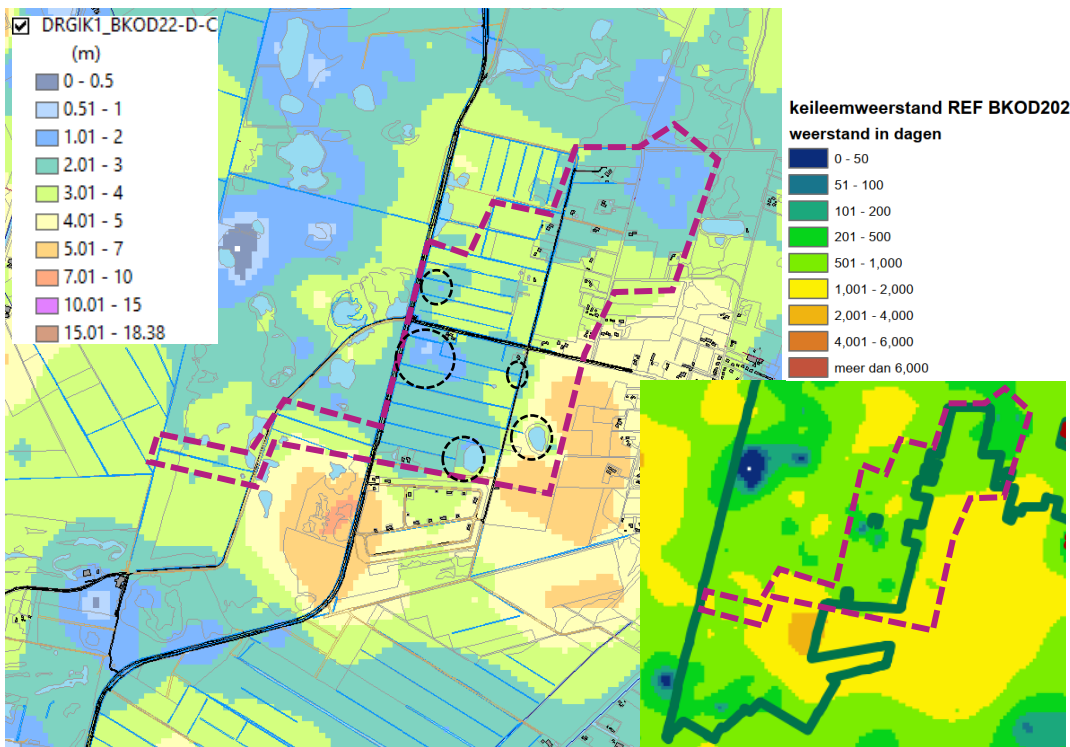 DRGIK1_BKOD22-D-C
(m)
0 - 0.5
0.51 - 1
1.01 - 2
2.01 - 3
3.01 - 4
4.01 - 5
5.01 - 7
7.01 - 10
10.01 - 15
15.01 - 18.38
keileemweerstand REF BKOD202
weerstand in dagen
0 - 50
51 - 100
101 - 200
201 - 500
501 - 1,000
1,001 - 2,000
2,001 - 4,000
4,001 - 6,000
meer dan 6,000